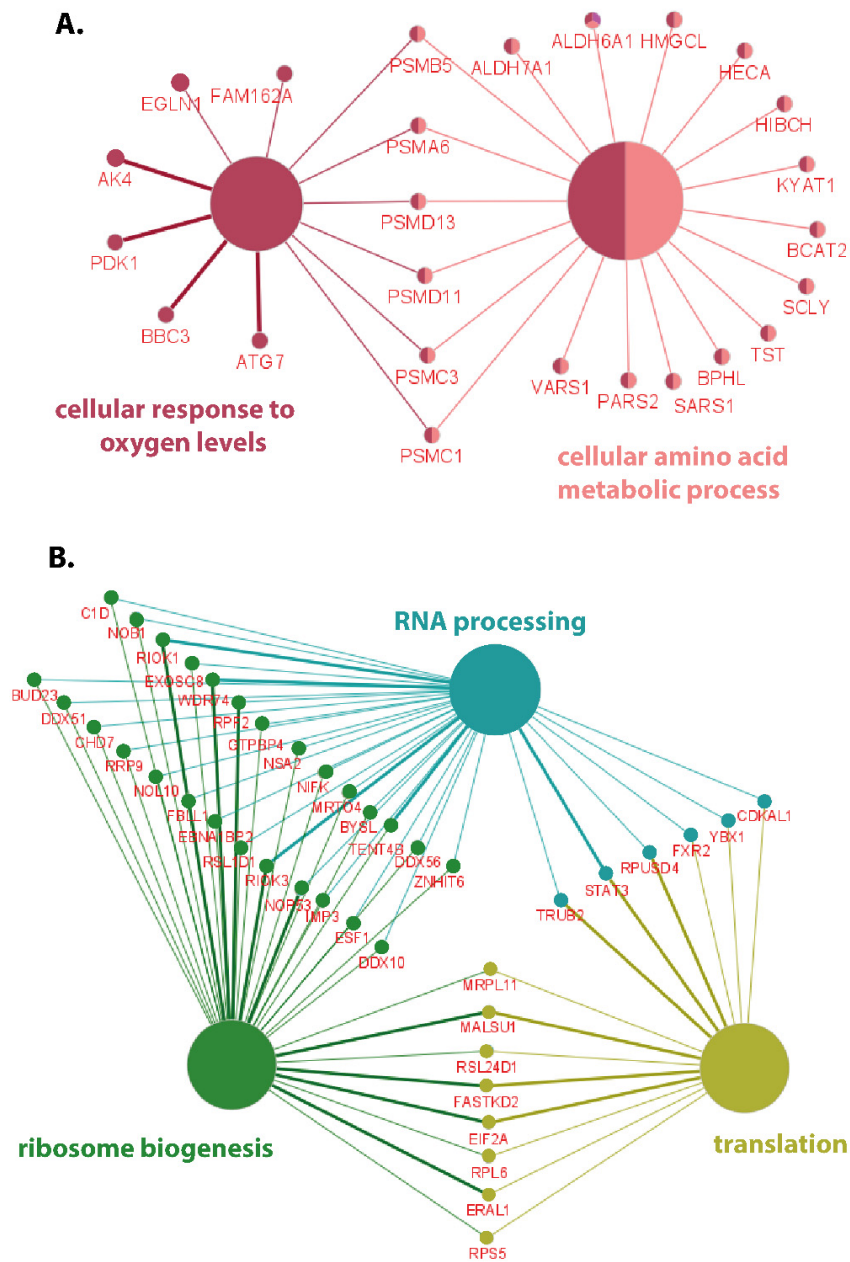 A.
ALDH6A1 HMGCL
PSMB5
ALDH7A1
HECA
EGLN1
FAM162A
HIBCH
PSMA6
AK4
KYAT1
PSMD13
BCAT2
PDK1
PSMD11
SCLY
BBC3
ATG7
TST
PSMC3
BPHL
VARS1
PARS2
SARS1
cellular response to
oxygen levels
PSMC1
cellular amino acid
metabolic process
B.
C1D
RNA processing
NOB1
RIOK1
EXOSC8
BUD23
WDR74
DDX51
RPF2
CHD7
GTPBP4
RRP9
NSA2
NOL10
NIFK
MRTO4
CDKAL1
FBLL1
BYSL
YBX1
EBNA1BP2
TENT4B
FXR2
RSL1D1
DDX56
RPUSD4
RIOK3
ZNHIT6
STAT3
NOP53
IMP3
TRUB2
ESF1
DDX10
MRPL11
MALSU1
RSL24D1
FASTKD2
EIF2A
ribosome biogenesis
translation
RPL6
ERAL1
RPS5